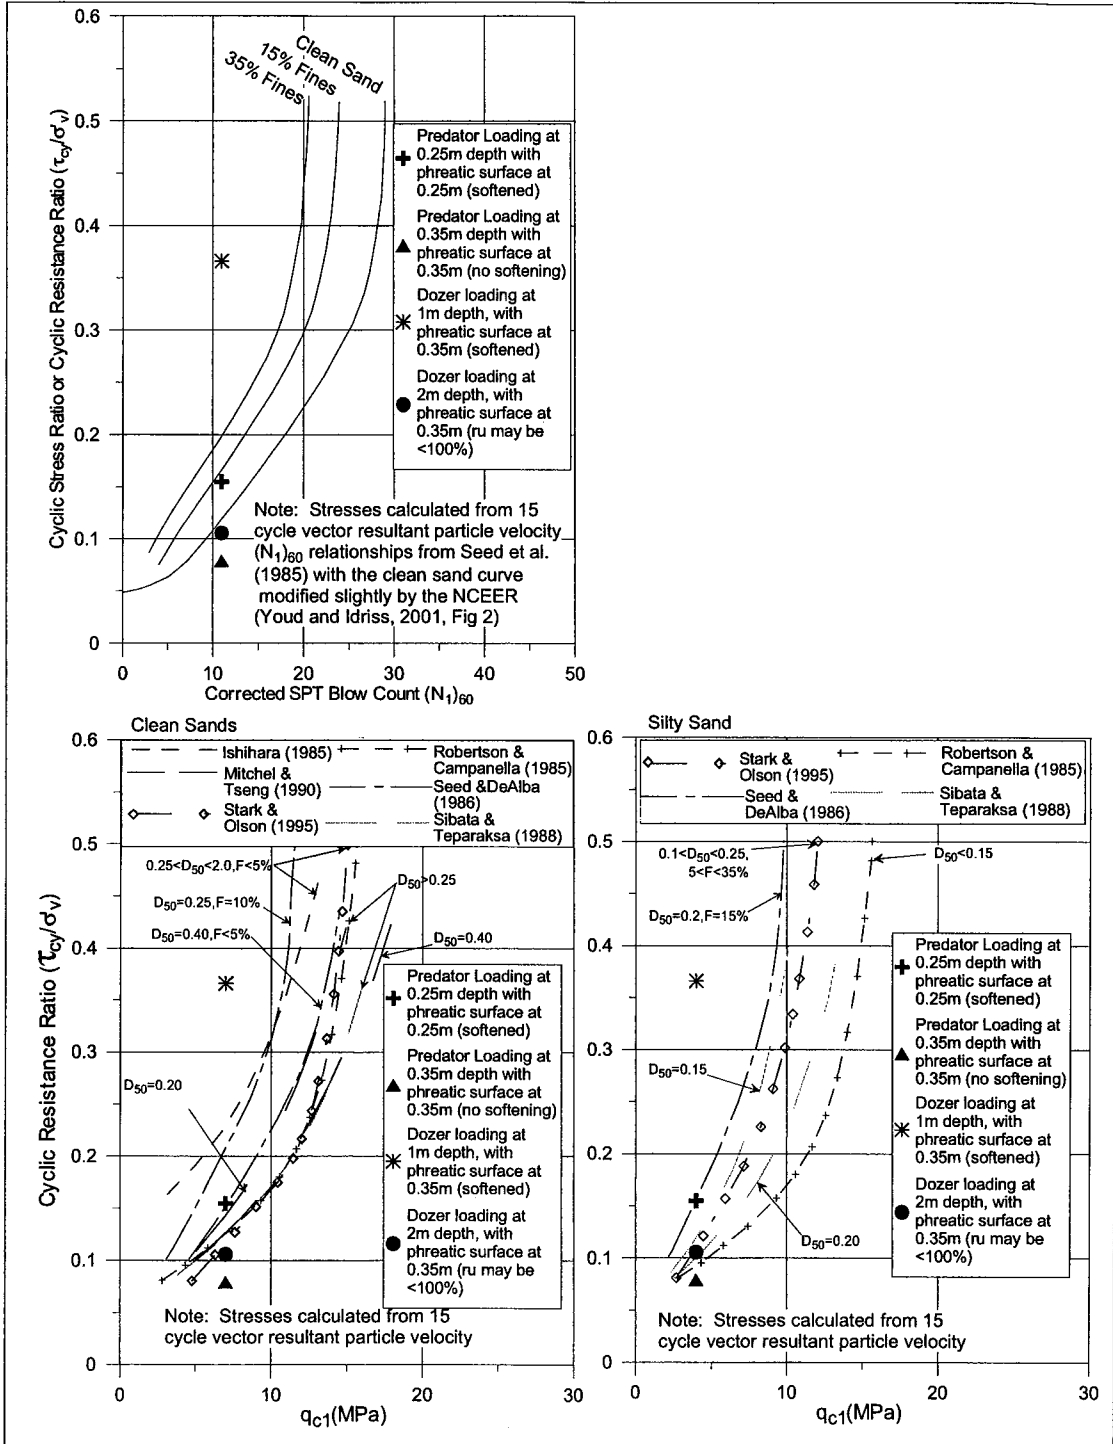 0.6
0.5
0.4
0.3
0.2
0.1
0
Cyclic Stress Ratio or Cyclic Resistance Ratio (τcy/σ'v)
Clean Sand
15% Fines
35% Fines
Predator Loading at
0.25m depth with
phreatic surface at
0.25m (softened)
Predator Loading at
0.35m depth with
phreatic surface at
0.35m (no softening)
Dozer loading at
1m depth, with
phreatic surface at
0.35m (softened)
Dozer loading at
2m depth, with
phreatic surface at
0.35m (ru may be
<100%)
Note: Stresses calculated from 15
cycle vector resultant particle velocity
(N1)60 relationships from Seed et al.
(1985) with the clean sand curve
modified slightly by the NCEER
(Youd and Idriss, 2001, Fig 2)
0 10 20 30 40 50
Corrected SPT Blow Count (N1)60
Clean Sands
Ishihara (1985)
Mitchel &
Tseng (1990)
Stark &
Olson (1995)
Robertson &
Campanella (1985)
Seed &DeAlba
(1986)
Sibata &
Teparaksa (1988)
0.6
0.5
0.4
0.3
0.2
0.1
0
Cyclic Resistance Ratio (τcy/σ'v)
0.25<D50<2.0,F<5%
D50=0.25,F=10%
D50=0.40,F<5%
D50>0.25
D50=0.40
D50=0.20
Predator Loading at
0.25m depth with
phreatic surface at
0.25m (softened)
Predator Loading at
0.35m depth with
phreatic surface at
0.35m (no softening)
Dozer loading at
1m depth, with
phreatic surface at
0.35m (softened)
Dozer loading at
2m depth, with
phreatic surface at
0.35m (ru may be
<100%)
Note: Stresses calculated from 15
cycle vector resultant particle velocity
0 10 20 30
qc1(MPa)
Silty Sand
Stark &
Olson (1995)
Seed &
DeAlba (1986)
Robertson &
Campanella (1985)
Sibata &
Teparaksa (1988)
0.6
0.5
0.4
0.3
0.2
0.1
0
0.1<D50<0.25,
5<F<35%
D50<0.15
D50=0.2,F=15%
D50=0.15
D50=0.20
Predator Loading at
0.25m depth with
phreatic surface at
0.25m (softened)
Predator Loading at
0.35m depth with
phreatic surface at
0.35m (no softening)
Dozer loading at
1m depth, with
phreatic surface at
0.35m (softened)
Dozer loading at
2m depth, with
phreatic surface at
0.35m (ru may be
<100%)
Note: Stresses calculated from 15
cycle vector resultant particle velocity
0 10 20 30
qc1(MPa)